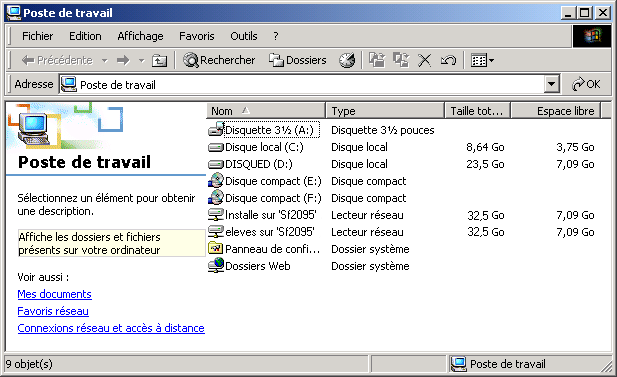 Poste de travail
Fichier Edition Affichage Favoris Outils ?
Précédente Rechercher Dossiers
Adresse Poste de travail OK
Nom Type Taille tot... Espace libre
Disquette 3½ (A:) Disquette 3½ pouces
Disque local (C:) Disque local 8,64 Go 3,75 Go
DISQUED (D:) Disque local 23,5 Go 7,09 Go
Disque compact (E:) Disque compact
Disque compact (F:) Disque compact
Installe sur 'Sf2095' Lecteur réseau 32,5 Go 7,09 Go
eleves sur 'Sf2095' Lecteur réseau 32,5 Go 7,09 Go
Panneau de confi... Dossier système
Dossiers Web Dossier système
Poste de travail
Sélectionnez un élément pour obtenir
une description.
Affiche les dossiers et fichiers
présents sur votre ordinateur
Voir aussi :
Mes documents
Favoris réseau
Connexions réseau et accès à distance
9 objet(s) Poste de travail